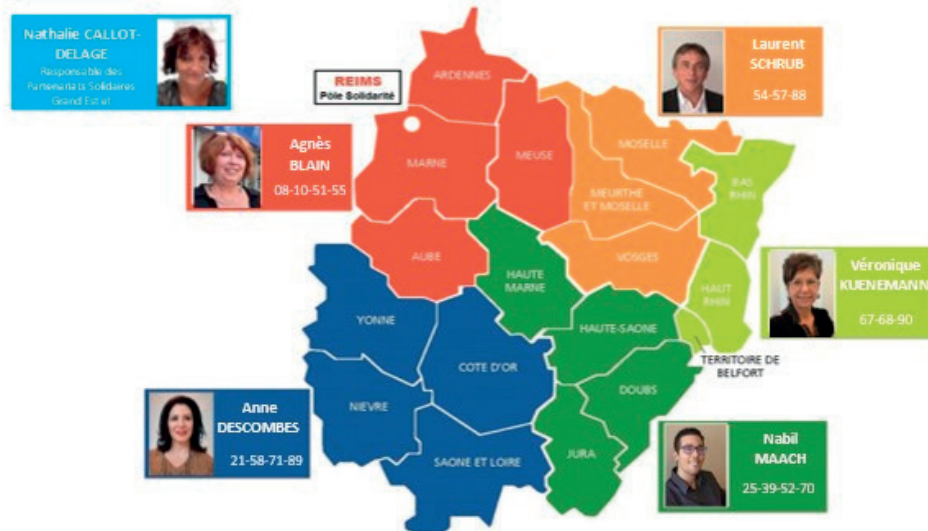 Nathalie CALLOT-
DELAGE
Responsable des
Partenariats Solidaires
Grand Est et
REIMS
Pôle Solidarité
ARDENNES
Laurent
SCHRUB
54-57-88
Agnès
BLAIN
08-10-51-55
MARNE
MEUSE
MOSELLE
BAS
RHIN
MEURTHE
ET MOSELLE
AUBE
VOSGES
HAUTE
MARNE
HAUT
RHIN
Véronique
KUENEMANN
67-68-90
YONNE
HAUTE-SAONE
COTE D'OR
TERRITOIRE DE
BELFORT
DOUBS
NIEVRE
Anne
DESCOMBES
21-58-71-89
SAONE ET LOIRE
JURA
Nabil
MAACH
25-39-52-70